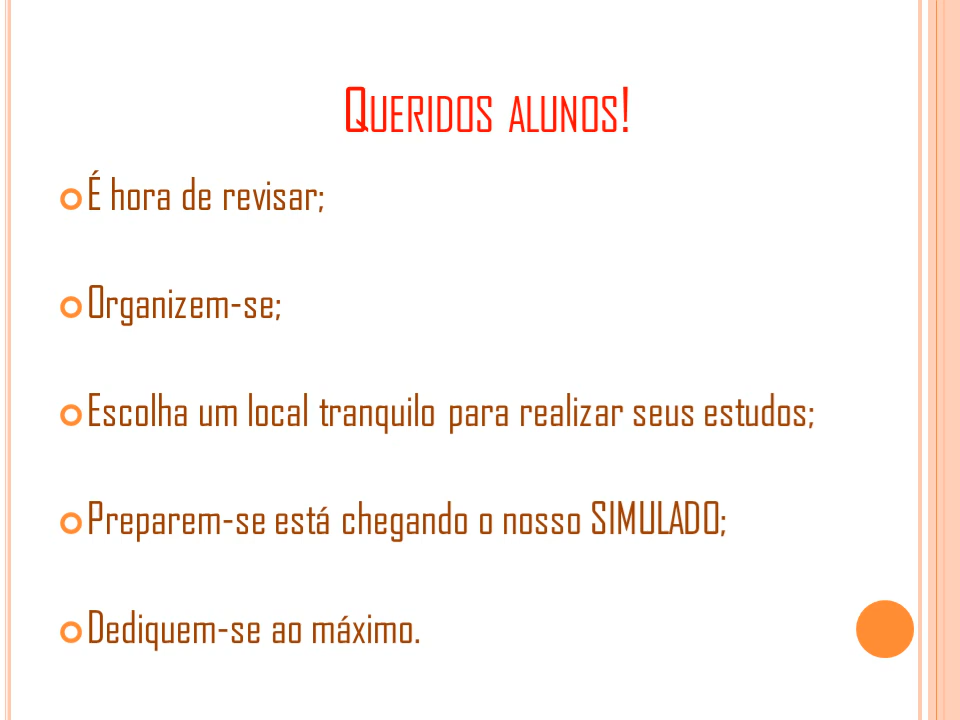 QUERIDOS ALUNOS!
É hora de revisar;
Organizem-se;
Escolha um local tranquilo para realizar seus estudos;
Preparem-se está chegando o nosso SIMULADO;
Dediquem-se ao máximo.